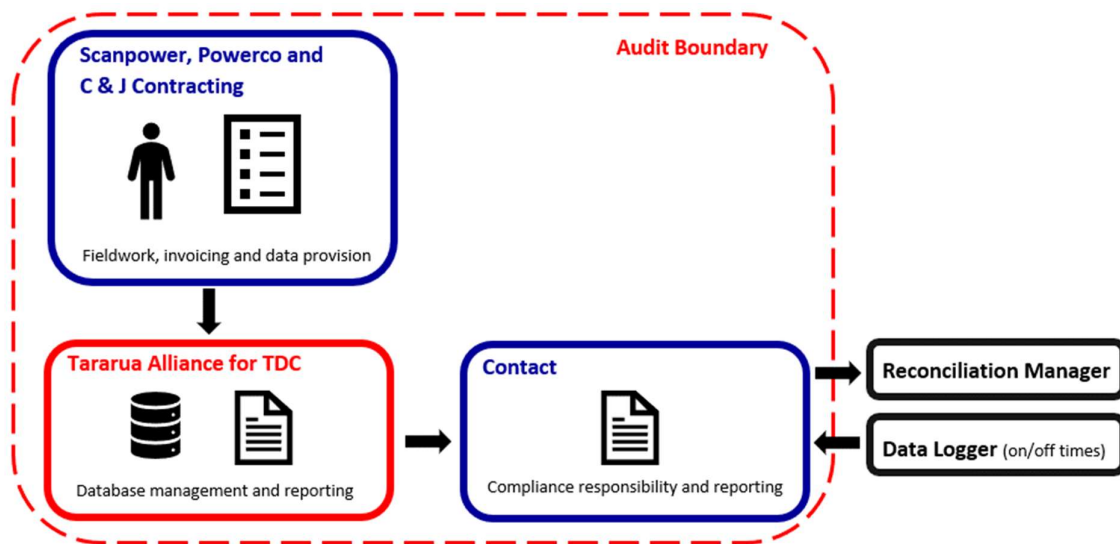 Scanpower, Powerco and
C & J Contracting
Audit Boundary
Fieldwork, invoicing and data provision
Tararua Alliance for TDC
Database management and reporting
Contact
Compliance responsibility and reporting
Reconciliation Manager
Data Logger (on/off times)